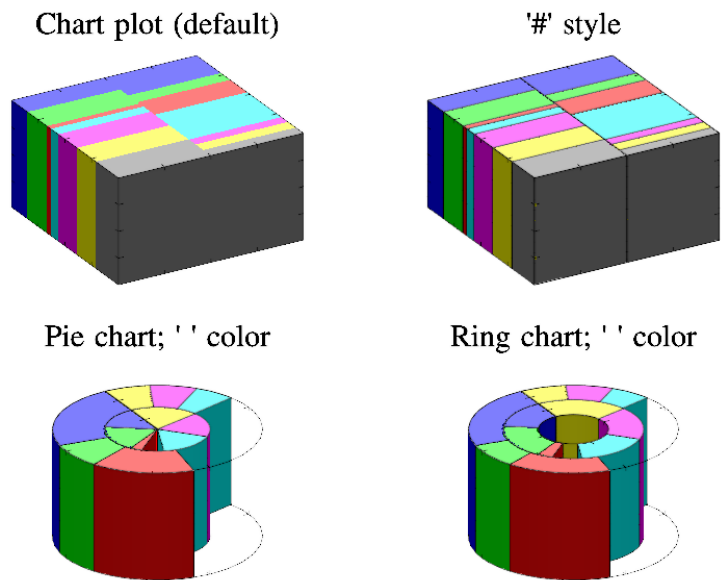 Chart plot (default)
'#' style
Pie chart; ' ' color
Ring chart; ' ' color